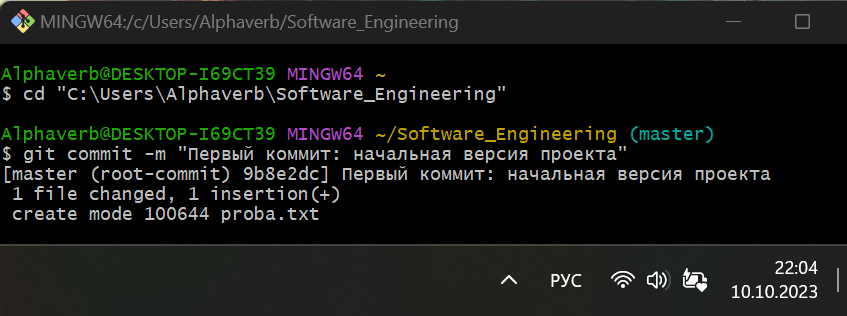 MINGW64:/c/Users/Alphaverb/Software_Engineering
Alphaverb@DESKTOP-I69CT39 MINGW64 ~
$ cd "C:\Users\Alphaverb\Software_Engineering"
Alphaverb@DESKTOP-I69CT39 MINGW64 ~/Software_Engineering (master)
$ git commit -m "Первый коммит: начальная версия проекта"
[master (root-commit) 9b8e2dc] Первый коммит: начальная версия проекта
 1 file changed, 1 insertion(+)
 create mode 100644 proba.txt
РУС
22:04
10.10.2023